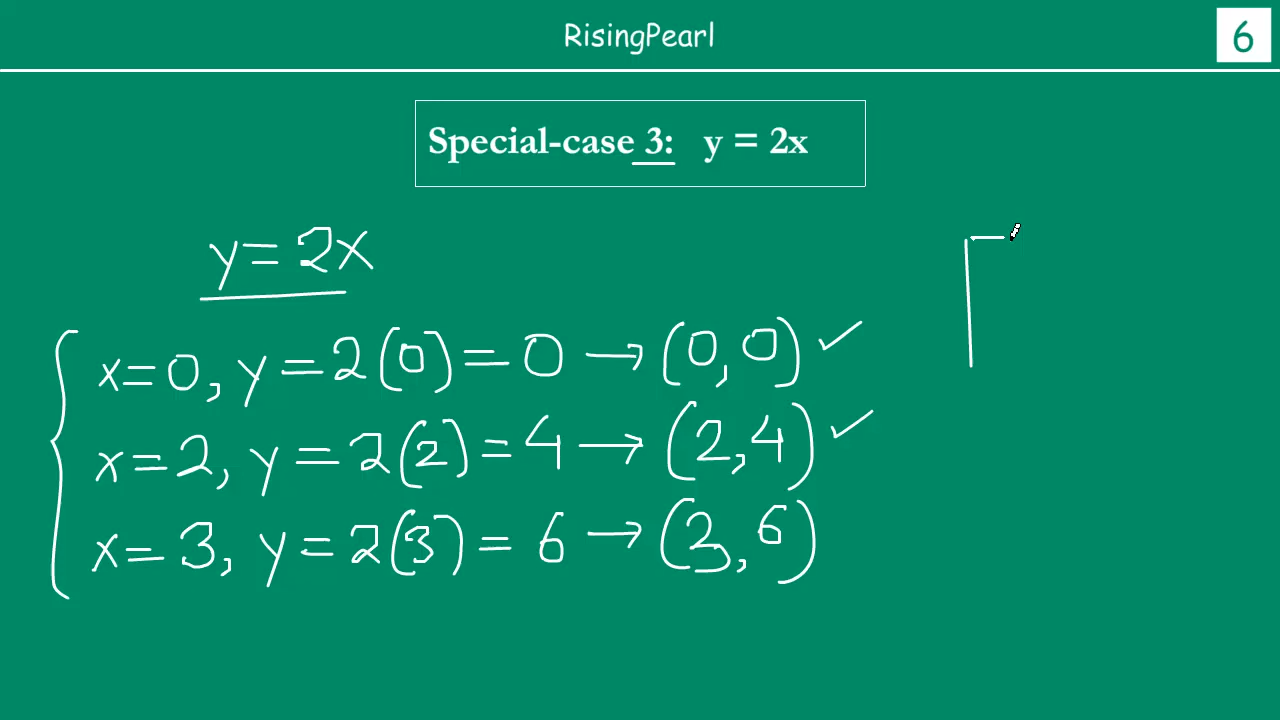 RisingPearl
6
Special-case 3: y = 2x
y = 2x
x = 0, y = 2(0) = 0 → (0, 0) ✓
x = 2, y = 2(2) = 4 → (2, 4) ✓
x = 3, y = 2(3) = 6 → (3, 6)